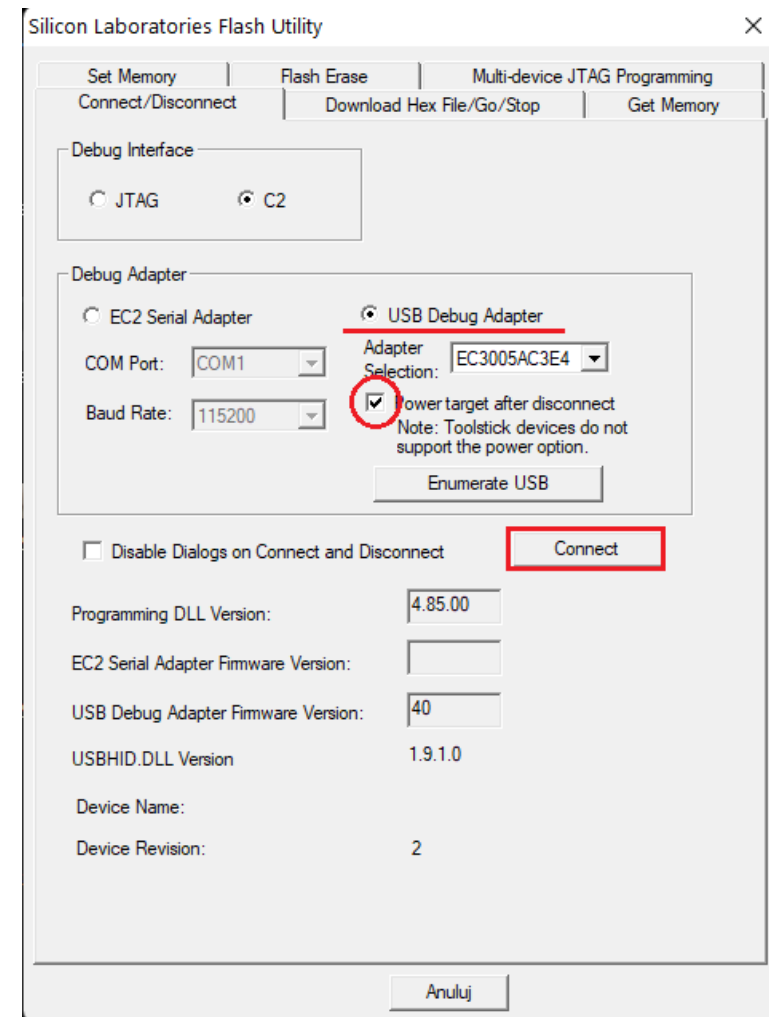 Silicon Laboratories Flash Utility
Set Memory
Flash Erase
Multi-device JTAG Programming
Connect/Disconnect
Download Hex File/Go/Stop
Get Memory
Debug Interface
JTAG
C2
Debug Adapter
EC2 Serial Adapter
USB Debug Adapter
COM Port:
COM1
Adapter
Selection:
EC3005AC3E4
Baud Rate:
115200
Power target after disconnect
Note: Toolstick devices do not
support the power option.
Enumerate USB
Disable Dialogs on Connect and Disconnect
Connect
Programming DLL Version:
4.85.00
EC2 Serial Adapter Firmware Version:
USB Debug Adapter Firmware Version:
40
USBHID.DLL Version
1.9.1.0
Device Name:
Device Revision:
2
Anuluj